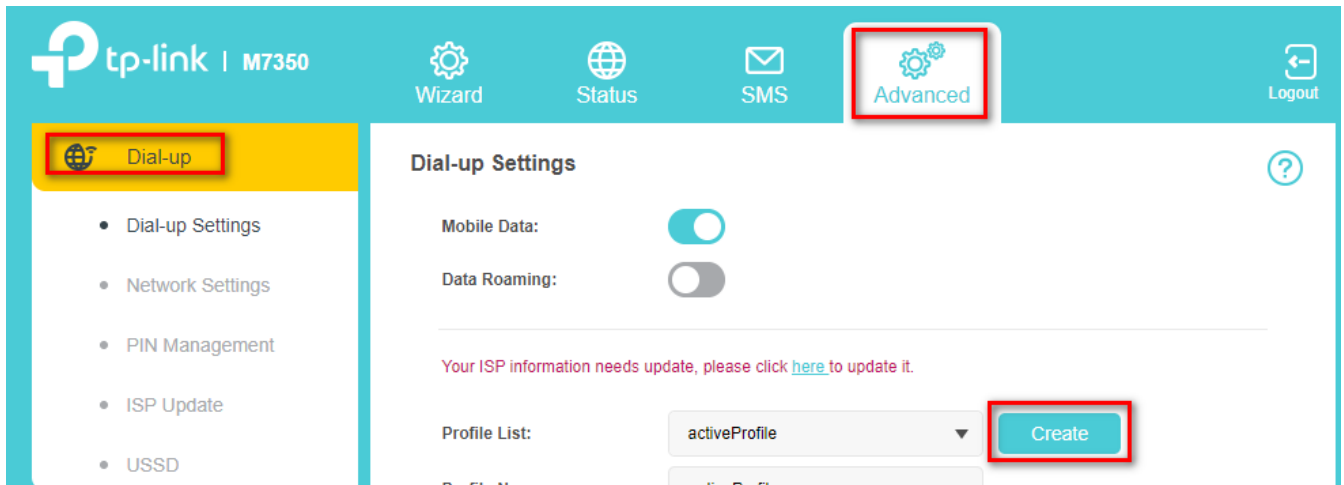 tp-link | M7350
Wizard
Status
SMS
Advanced
Logout
Dial-up
Dial-up Settings
Network Settings
PIN Management
ISP Update
USSD
Dial-up Settings
?
Mobile Data:
Data Roaming:
Your ISP information needs update, please click here to update it.
Profile List:
activeProfile
Create